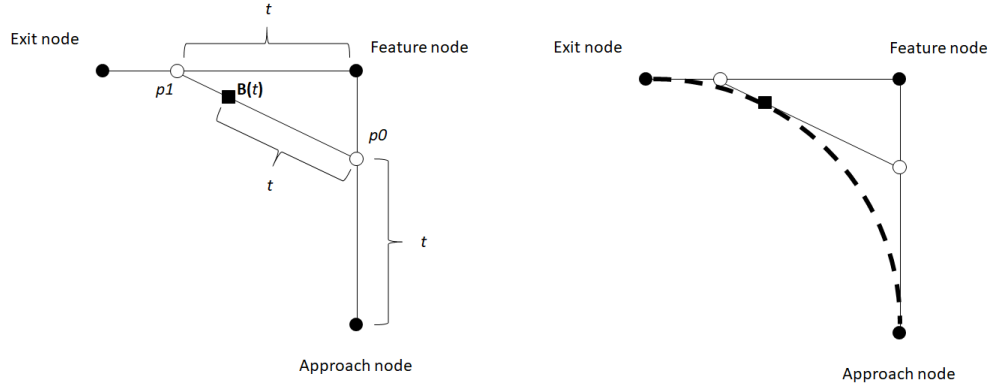 t
Exit node
Feature node
p1
B(t)
p0
t
t
Approach node
Exit node
Feature node
Approach node